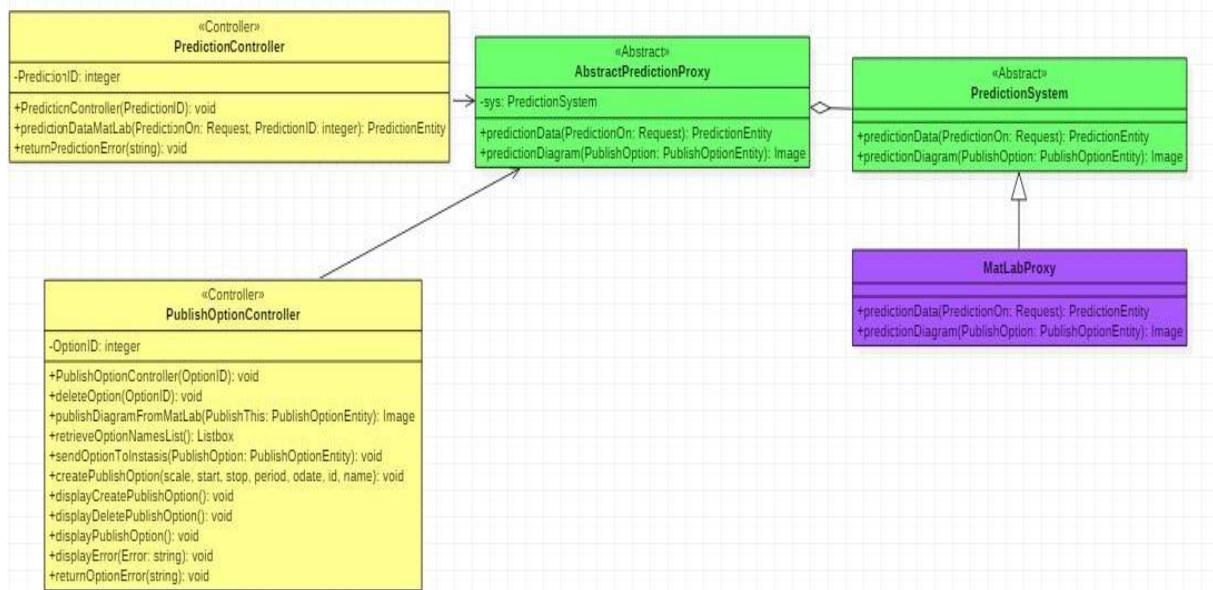 «Controller»
PredictionController
-PredictionID: integer
+PredictionController(PredictionID): void
+predictionDataMatLab(PredictionOn: Request, PredictionID: integer): PredictionEntity
+returnPredictionError(string): void
«Abstract»
AbstractPredictionProxy
-sys: PredictionSystem
+predictionData(PredictionOn: Request): PredictionEntity
+predictionDiagram(PublishOption: PublishOptionEntity): Image
«Abstract»
PredictionSystem
+predictionData(PredictionOn: Request): PredictionEntity
+predictionDiagram(PublishOption: PublishOptionEntity): Image
MatLabProxy
+predictionData(PredictionOn: Request): PredictionEntity
+predictionDiagram(PublishOption: PublishOptionEntity): Image
«Controller»
PublishOptionController
-OptionID: integer
+PublishOptionController(OptionID): void
+deleteOption(OptionID): void
+publishDiagramFromMatLab(PublishThis: PublishOptionEntity): Image
+retrieveOptionNamesList(): Listbox
+sendOptionToInstasis(PublishOption: PublishOptionEntity): void
+createPublishOption(scale, start, stop, period, odate, id, name): void
+displayCreatePublishOption(): void
+displayDeletePublishOption(): void
+displayPublishOption(): void
+displayError(Error: string): void
+returnOptionError(string): void